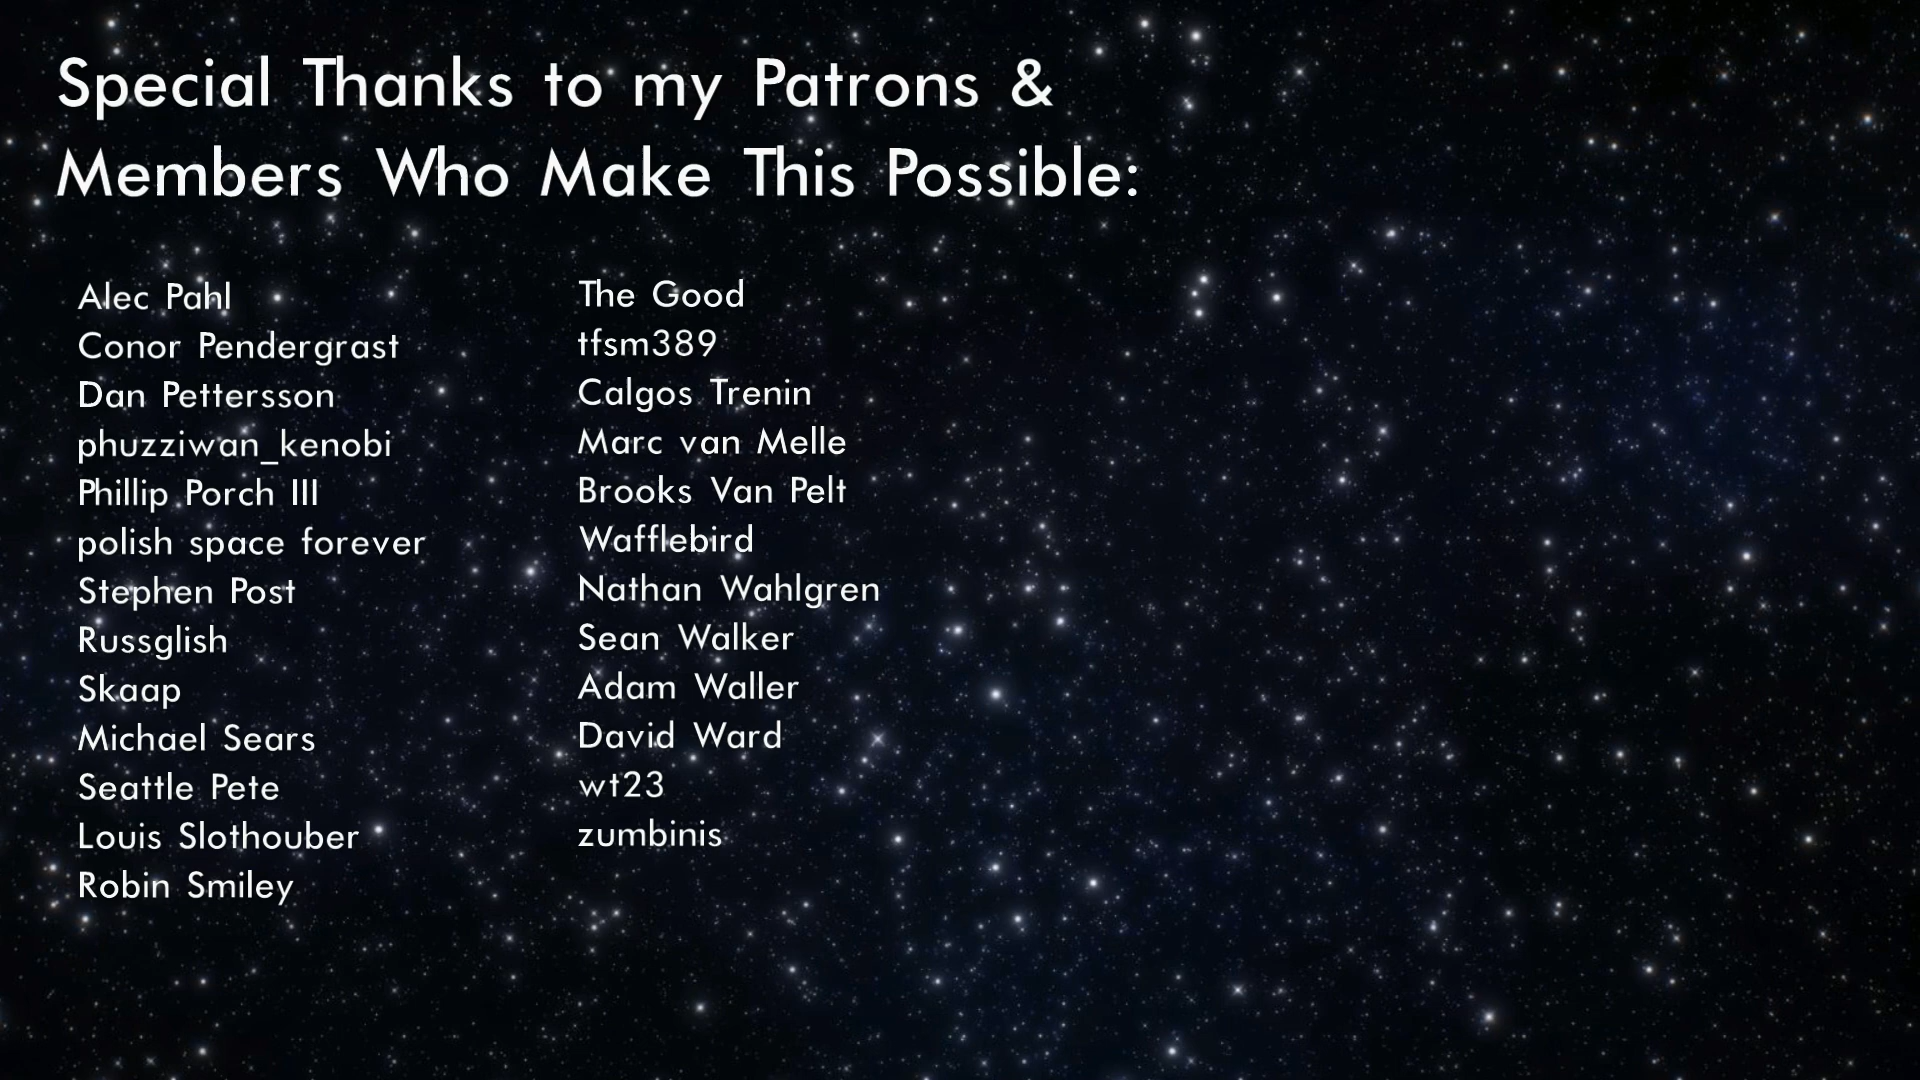 Special Thanks to my Patrons &
Members Who Make This Possible:
Alec Pahl
Conor Pendergrast
Dan Pettersson
phuzziwan_kenobi
Phillip Porch III
polish space forever
Stephen Post
Russglish
Skaap
Michael Sears
Seattle Pete
Louis Slothouber
Robin Smiley
The Good
tfsm389
Calgos Trenin
Marc van Melle
Brooks Van Pelt
Wafflebird
Nathan Wahlgren
Sean Walker
Adam Waller
David Ward
wt23
zumbinis